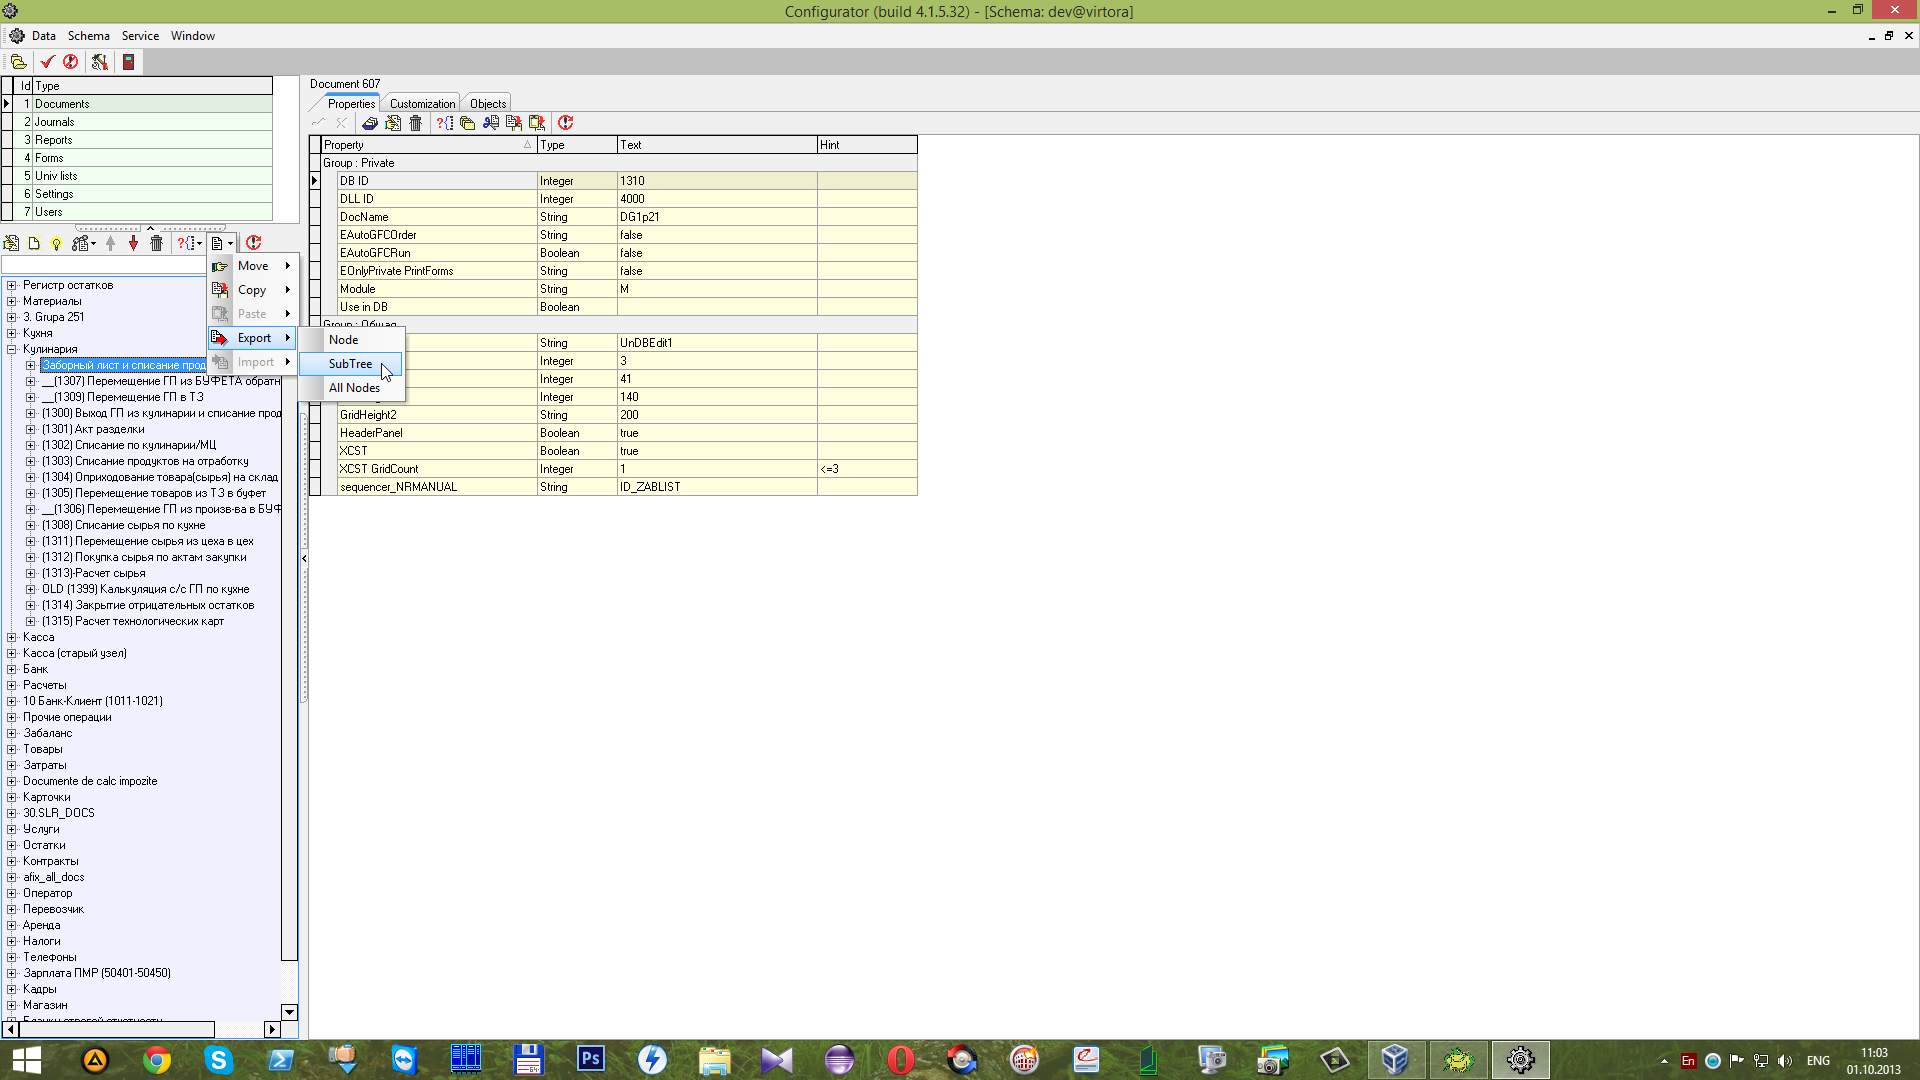 Configurator (build 4.1.5.32) - [Schema: dev@virtora]
Data Schema Service Window
Id Type
1 Documents
2 Journals
3 Reports
4 Forms
5 Univ lists
6 Settings
7 Users
Move
Copy
Paste
Export
Import
Node
SubTree
All Nodes
Регистр остатков
Материалы
3. Grupa 251
Кухня
Кулинария
Заборный лист и списание прод
__(1307) Перемещение ГП из БУФЕТА обратн
__(1309) Перемещение ГП в ТЗ
(1300) Выход ГП из кулинарии и списание прод
(1301) Акт разделки
(1302) Списание по кулинарии/МЦ
(1303) Списание продуктов на отработку
(1304) Оприходование товара(сырья) на склад
(1305) Перемещение товаров из ТЗ в буфет
__(1306) Перемещение ГП из произв-ва в БУФ
(1308) Списание сырья по кухне
(1311) Перемещение сырья из цеха в цех
(1312) Покупка сырья по актам закупки
(1313)-Расчет сырья
OLD (1399) Калькуляция с/с ГП по кухне
(1314) Закрытие отрицательных остатков
(1315) Расчет технологических карт
Касса
Касса (старый узел)
Банк
Расчеты
10 Банк-Клиент (1011-1021)
Прочие операции
Забаланс
Товары
Затраты
Documente de calc impozite
Карточки
30.SLR_DOCS
Услуги
Остатки
Контракты
afix_all_docs
Оператор
Перевозчик
Аренда
Налоги
Телефоны
Зарплата ПМР (50401-50450)
Кадры
Магазин
Бланки строгой отчетности
Document 607
Properties Customization Objects
Property Type Text Hint
Group : Private
DB ID Integer 1310
DLL ID Integer 4000
DocName String DG1p21
EAutoGFCOrder String false
EAutoGFCRun Boolean false
EOnlyPrivate PrintForms String false
Module String M
Use in DB Boolean
Group : Общая
String UnDBEdit1
Integer 3
Integer 41
Integer 140
GridHeight2 String 200
HeaderPanel Boolean true
XCST Boolean true
XCST GridCount Integer 1 <=3
sequencer_NRMANUAL String ID_ZABLIST
Ps
64
En
ENG
11:03
01.10.2013